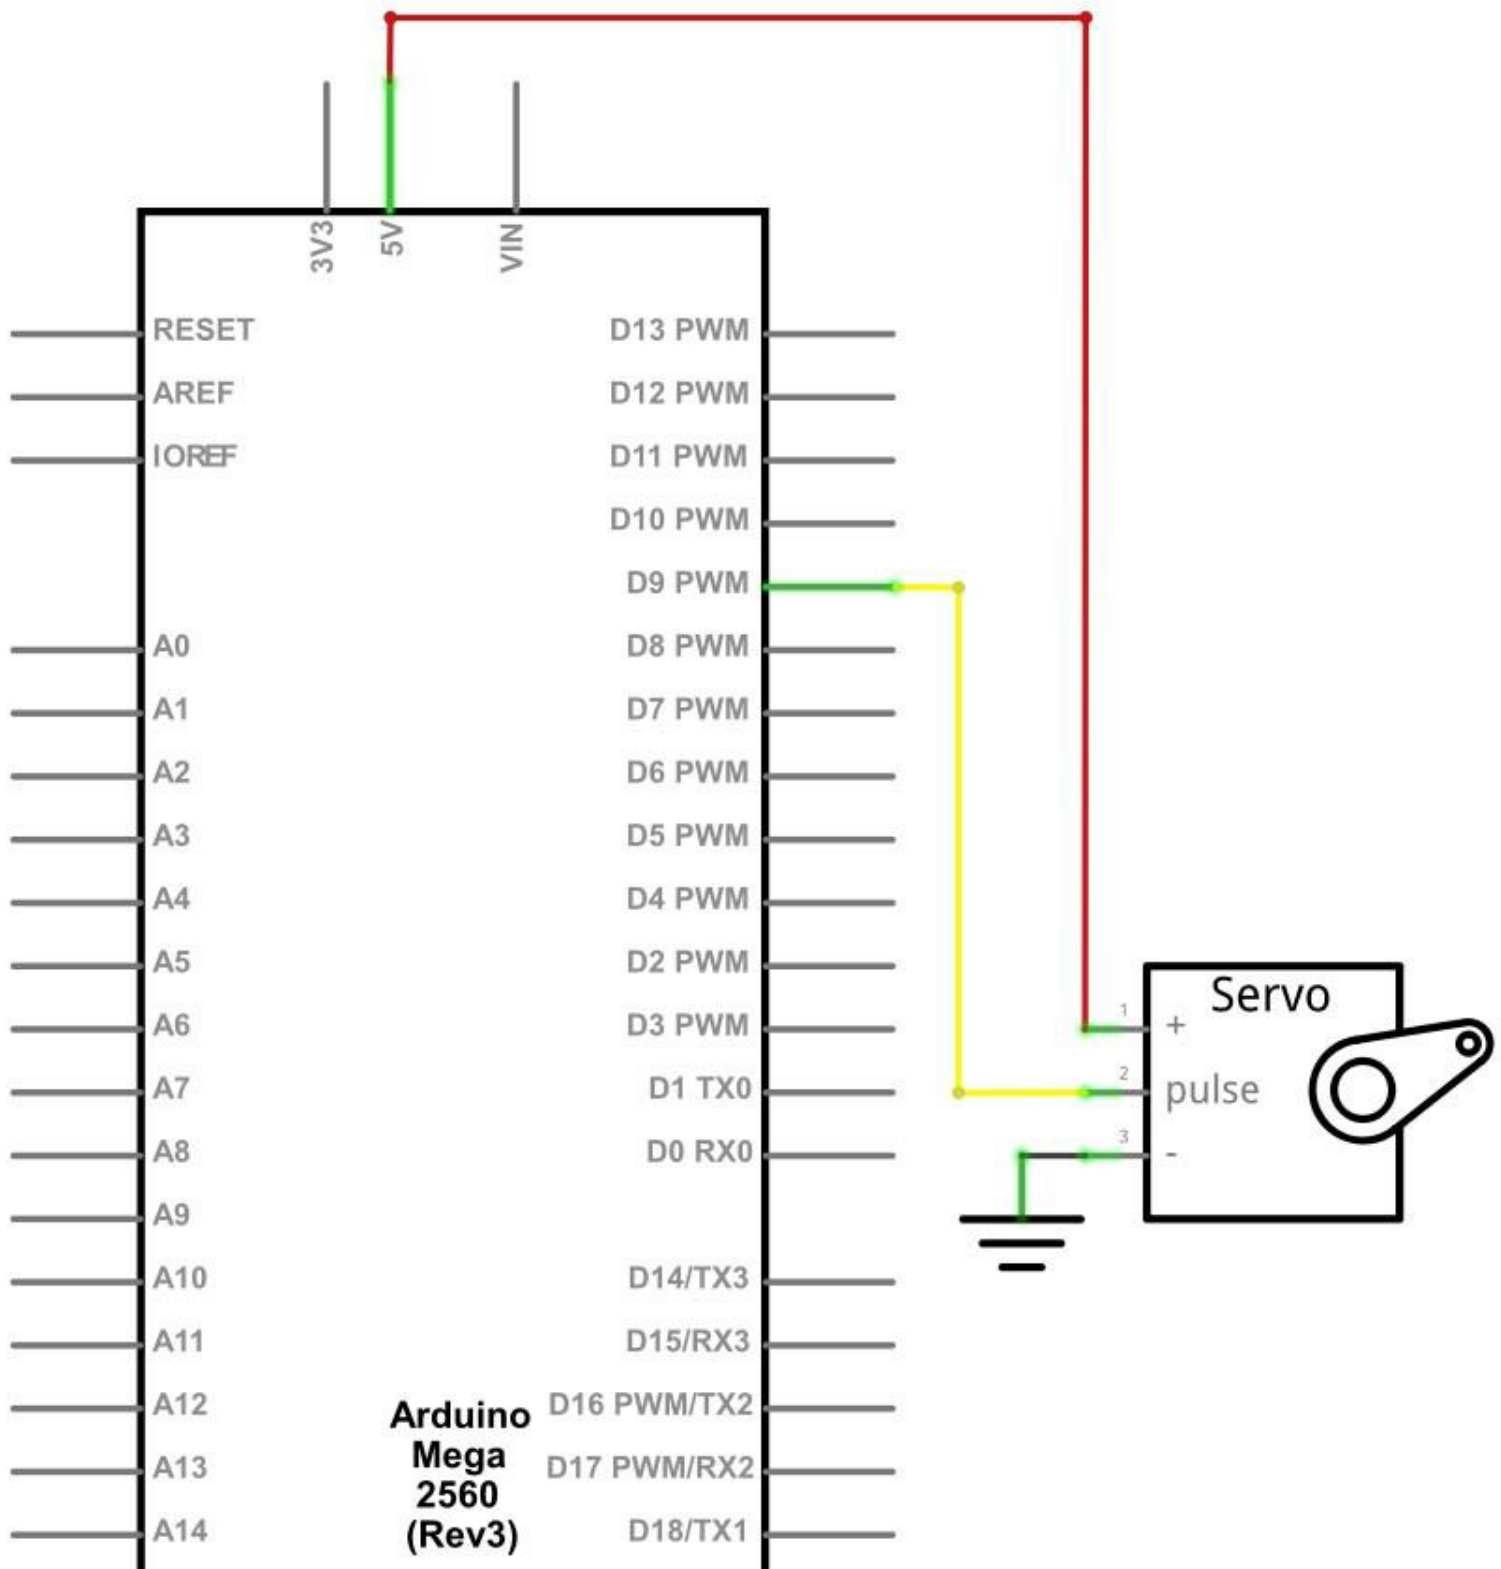 3V3
5V
VIN
RESET
D13 PWM
AREF
D12 PWM
IOREF
D11 PWM
D10 PWM
D9 PWM
A0
D8 PWM
A1
D7 PWM
A2
D6 PWM
A3
D5 PWM
A4
D4 PWM
A5
D2 PWM
A6
D3 PWM
A7
D1 TX0
A8
D0 RX0
A9
A10
D14/TX3
A11
D15/RX3
A12
D16 PWM/TX2
A13
D17 PWM/RX2
A14
D18/TX1
Arduino
Mega
2560
(Rev3)
Servo
1
+
2
pulse
3
-